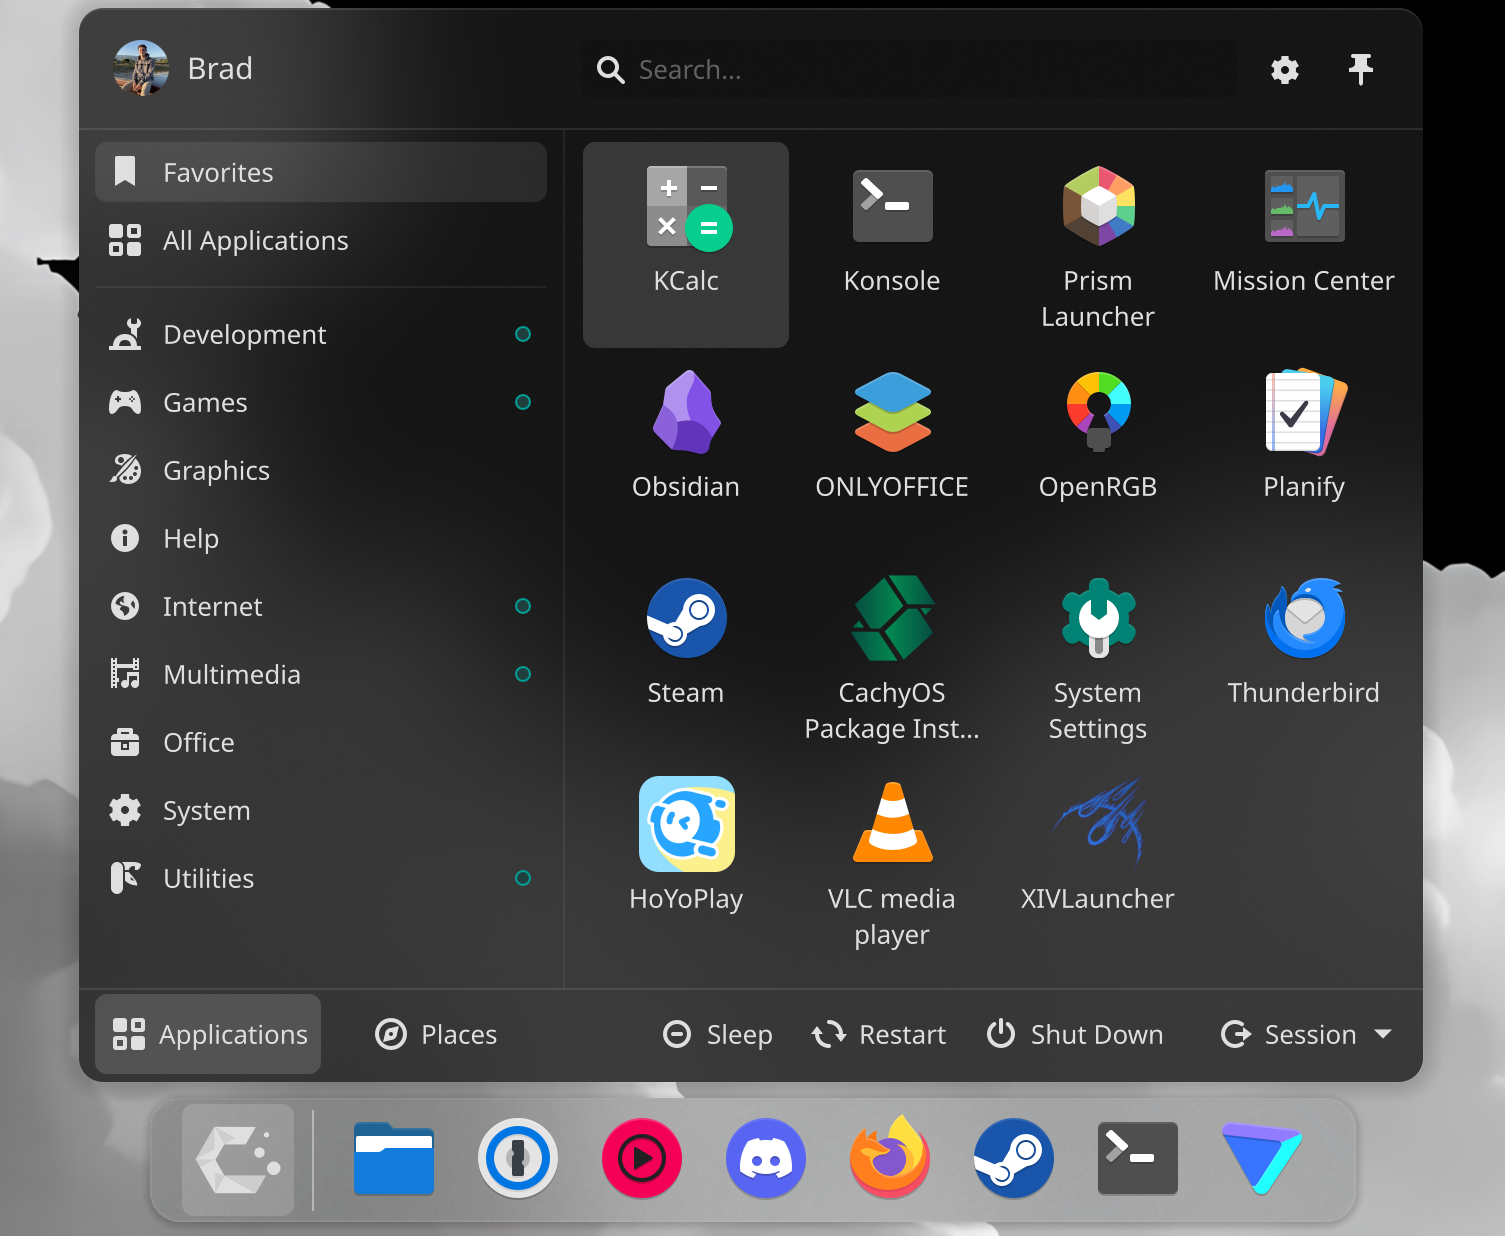 Brad
Search...
Favorites
All Applications
Development
Games
Graphics
Help
Internet
Multimedia
Office
System
Utilities
KCalc
Konsole
Prism
Launcher
Mission Center
Obsidian
ONLYOFFICE
OpenRGB
Planify
Steam
CachyOS
Package Inst...
System
Settings
Thunderbird
HoYoPlay
VLC media
player
XIVLauncher
Applications
Places
Sleep
Restart
Shut Down
Session